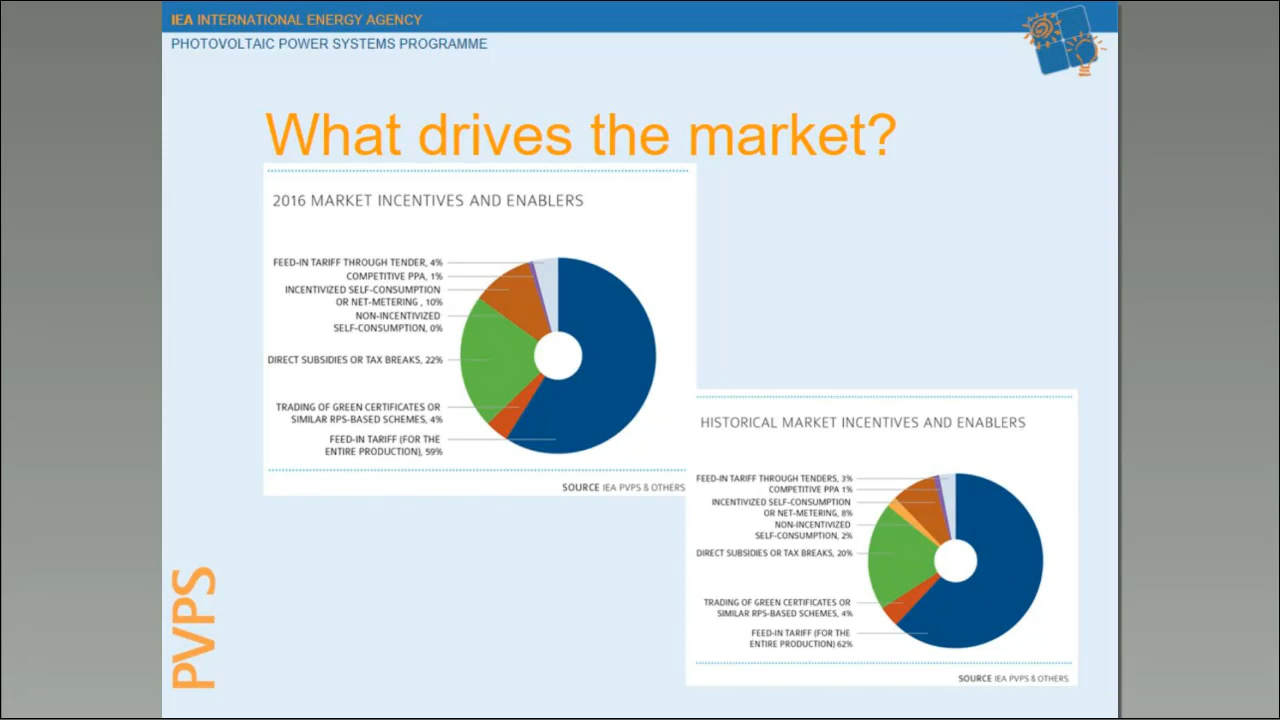 IEA INTERNATIONAL ENERGY AGENCY
PHOTOVOLTAIC POWER SYSTEMS PROGRAMME
What drives the market?
2016 MARKET INCENTIVES AND ENABLERS
FEED-IN TARIFF THROUGH TENDER, 4%
COMPETITIVE PPA, 1%
INCENTIVIZED SELF-CONSUMPTION
OR NET-METERING , 10%
NON-INCENTIVIZED
SELF-CONSUMPTION, 0%
DIRECT SUBSIDIES OR TAX BREAKS, 22%
TRADING OF GREEN CERTIFICATES OR
SIMILAR RPS-BASED SCHEMES, 4%
FEED-IN TARIFF (FOR THE
ENTIRE PRODUCTION), 59%
SOURCE IEA PVPS & OTHERS
HISTORICAL MARKET INCENTIVES AND ENABLERS
FEED-IN TARIFF THROUGH TENDERS, 3%
COMPETITIVE PPA 1%
INCENTIVIZED SELF-CONSUMPTION
OR NET-METERING, 8%
NON-INCENTIVIZED
SELF-CONSUMPTION, 2%
DIRECT SUBSIDIES OR TAX BREAKS, 20%
TRADING OF GREEN CERTIFICATES OR
SIMILAR RPS-BASED SCHEMES, 4%
FEED-IN TARIFF (FOR THE
ENTIRE PRODUCTION) 62%
SOURCE IEA PVPS & OTHERS
PVPS